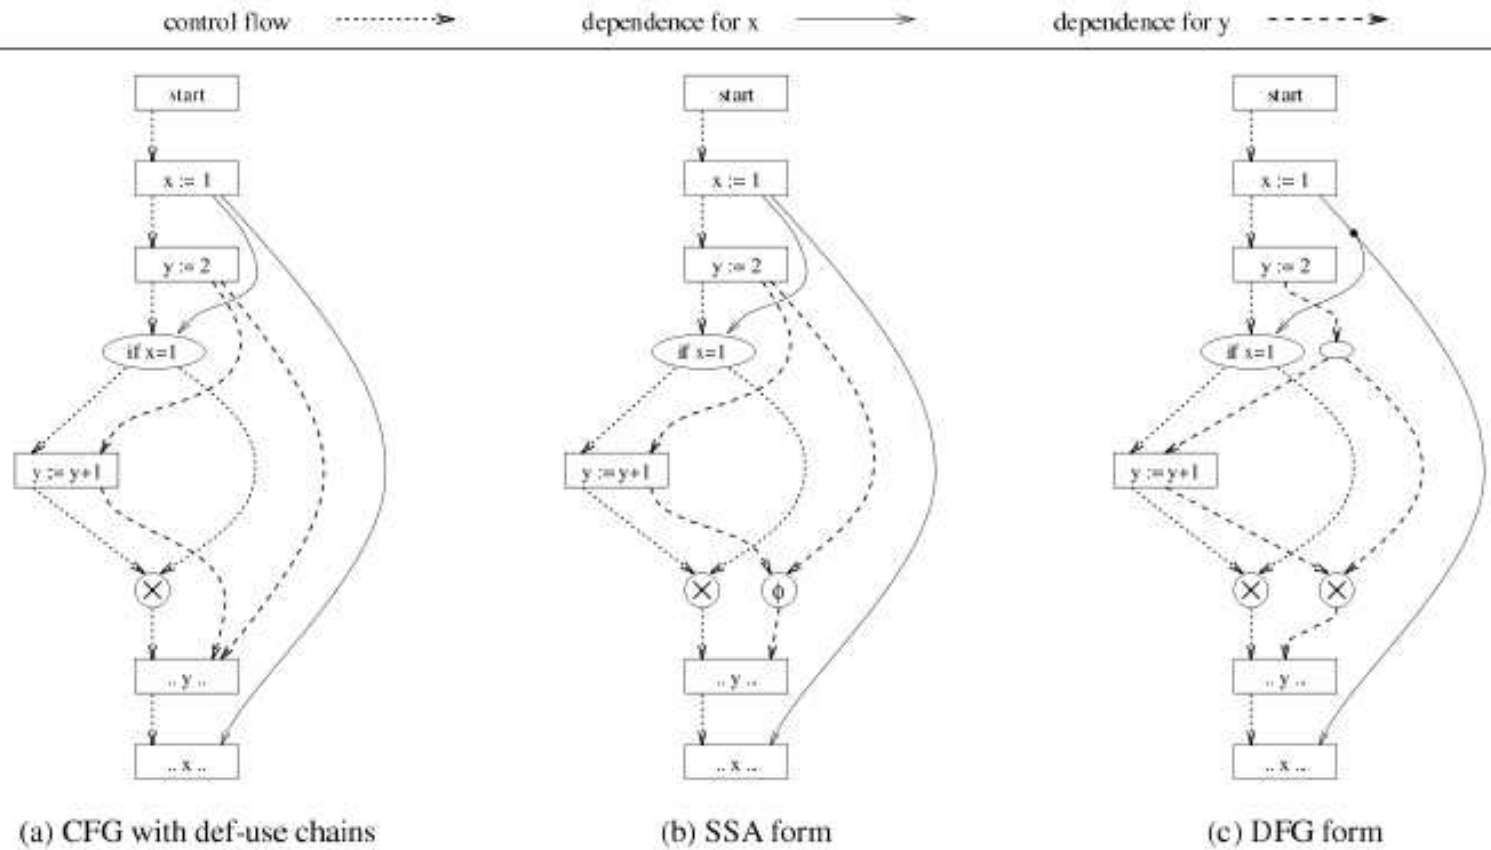 control flow dependence for x dependence for y
start start start
x := 1 x := 1 x := 1
y := 2 y := 2 y := 2
if x=1 if x=1 if x=1
y := y+1 y := y+1 y := y+1
ϕ
.. y .. .. y ... .. y ...
.. x .. .. x ... .. x ...
(a) CFG with def-use chains (b) SSA form (c) DFG form